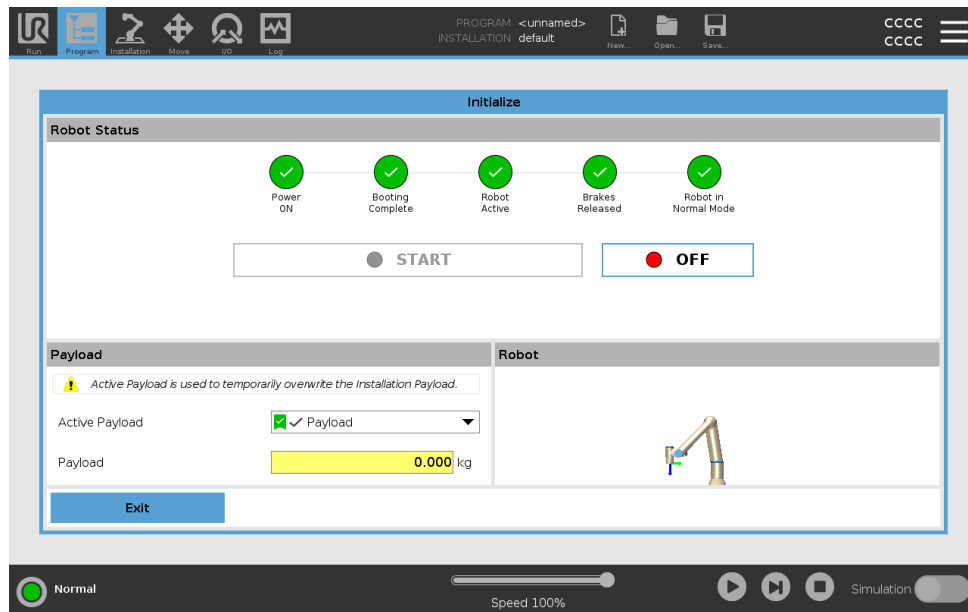 PROGRAM <unnamed>
INSTALLATION default
CCCC
CCCC
Run
Program
Installation
Move
I/O
Log
New...
Open...
Save...
Initialize
Robot Status
Power
ON
Booting
Complete
Robot
Active
Brakes
Released
Robot in
Normal Mode
START
OFF
Payload
Robot
Active Payload is used to temporarily overwrite the Installation Payload.
Active Payload
Payload
Payload
0.000 kg
Exit
Normal
Speed 100%
Simulation